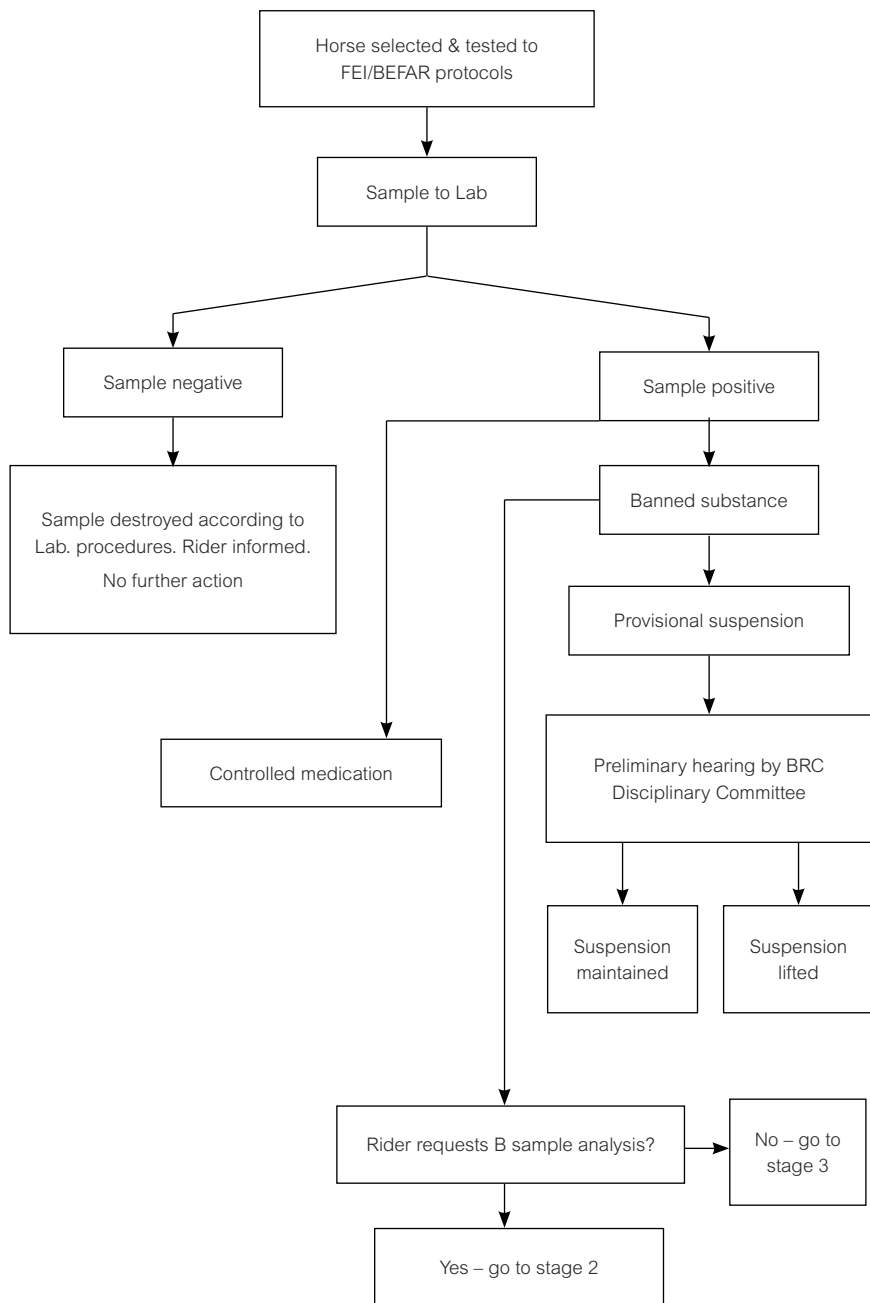 Horse selected & tested to
FEI/BEFAR protocols
Sample to Lab
Sample negative
Sample positive
Sample destroyed according to
Lab. procedures. Rider informed.
No further action
Banned substance
Provisional suspension
Controlled medication
Preliminary hearing by BRC
Disciplinary Committee
Suspension
maintained
Suspension
lifted
Rider requests B sample analysis?
No – go to
stage 3
Yes – go to stage 2